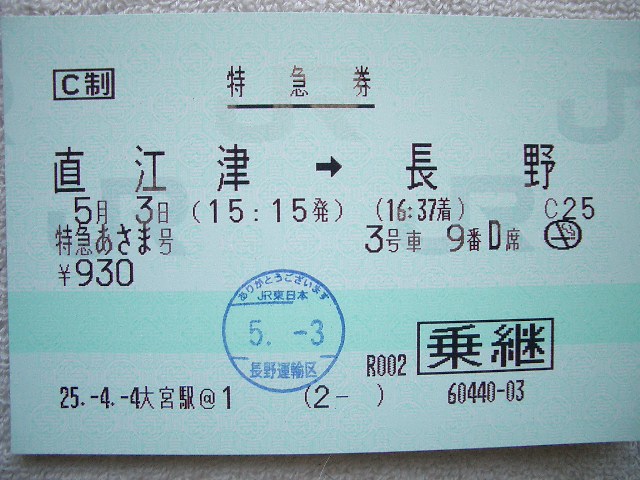 C制 特急券
直江津 → 長野
5月 3日 (15:15発) (16:37着) C25
特急あさま号 3号車 9番D席
¥930
ありがとうございます
JR東日本
5.-3
長野運輸区
乗継
R002
25.-4.-4大宮駅@1 (2- ) 60440-03